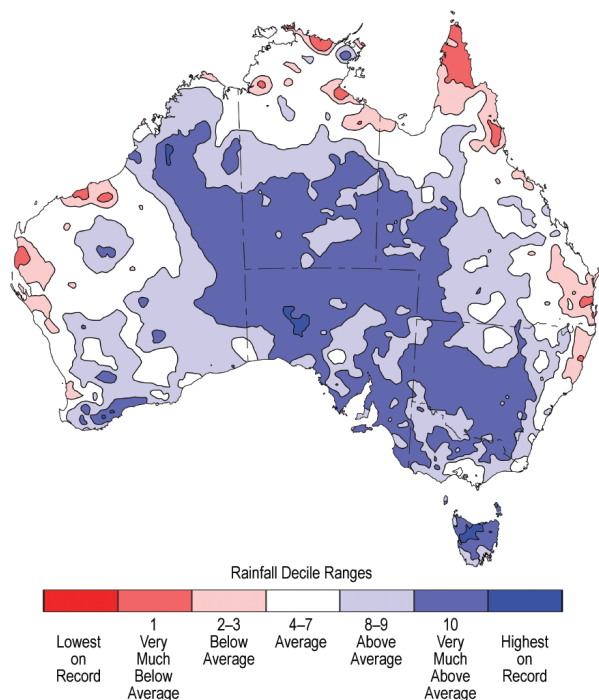 Rainfall Decile Ranges
Lowest on Record
1 Very Much Below Average
2–3 Below Average
4–7 Average
8–9 Above Average
10 Very Much Above Average
Highest on Record